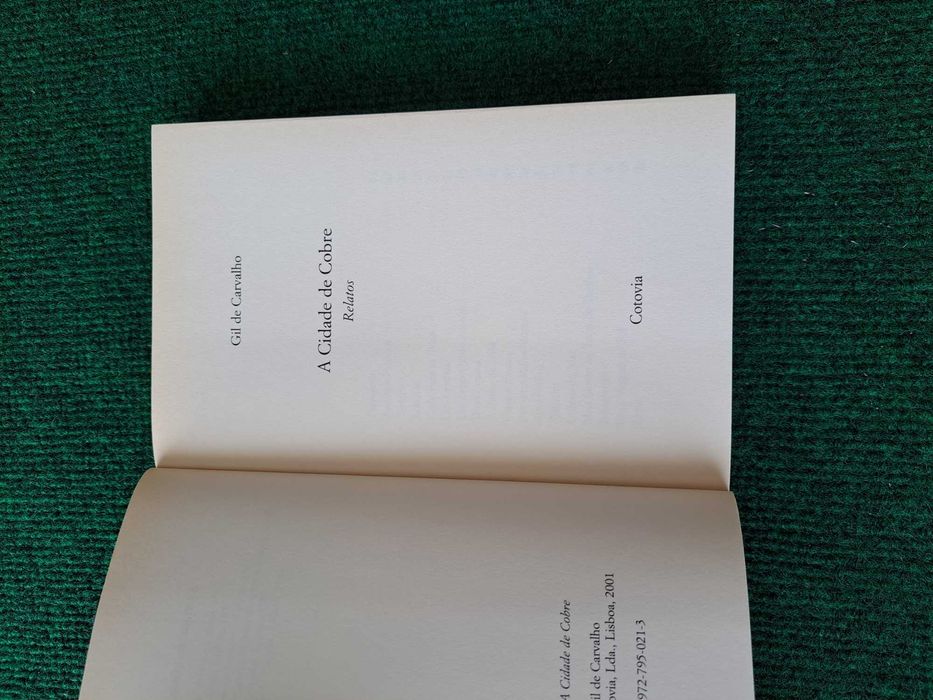 Gil de Carvalho
A Cidade de Cobre
Relatos
Cotovia
A Cidade de Cobre
il de Carvalho
ovia, Lda., Lisboa, 2001
972-795-021-3